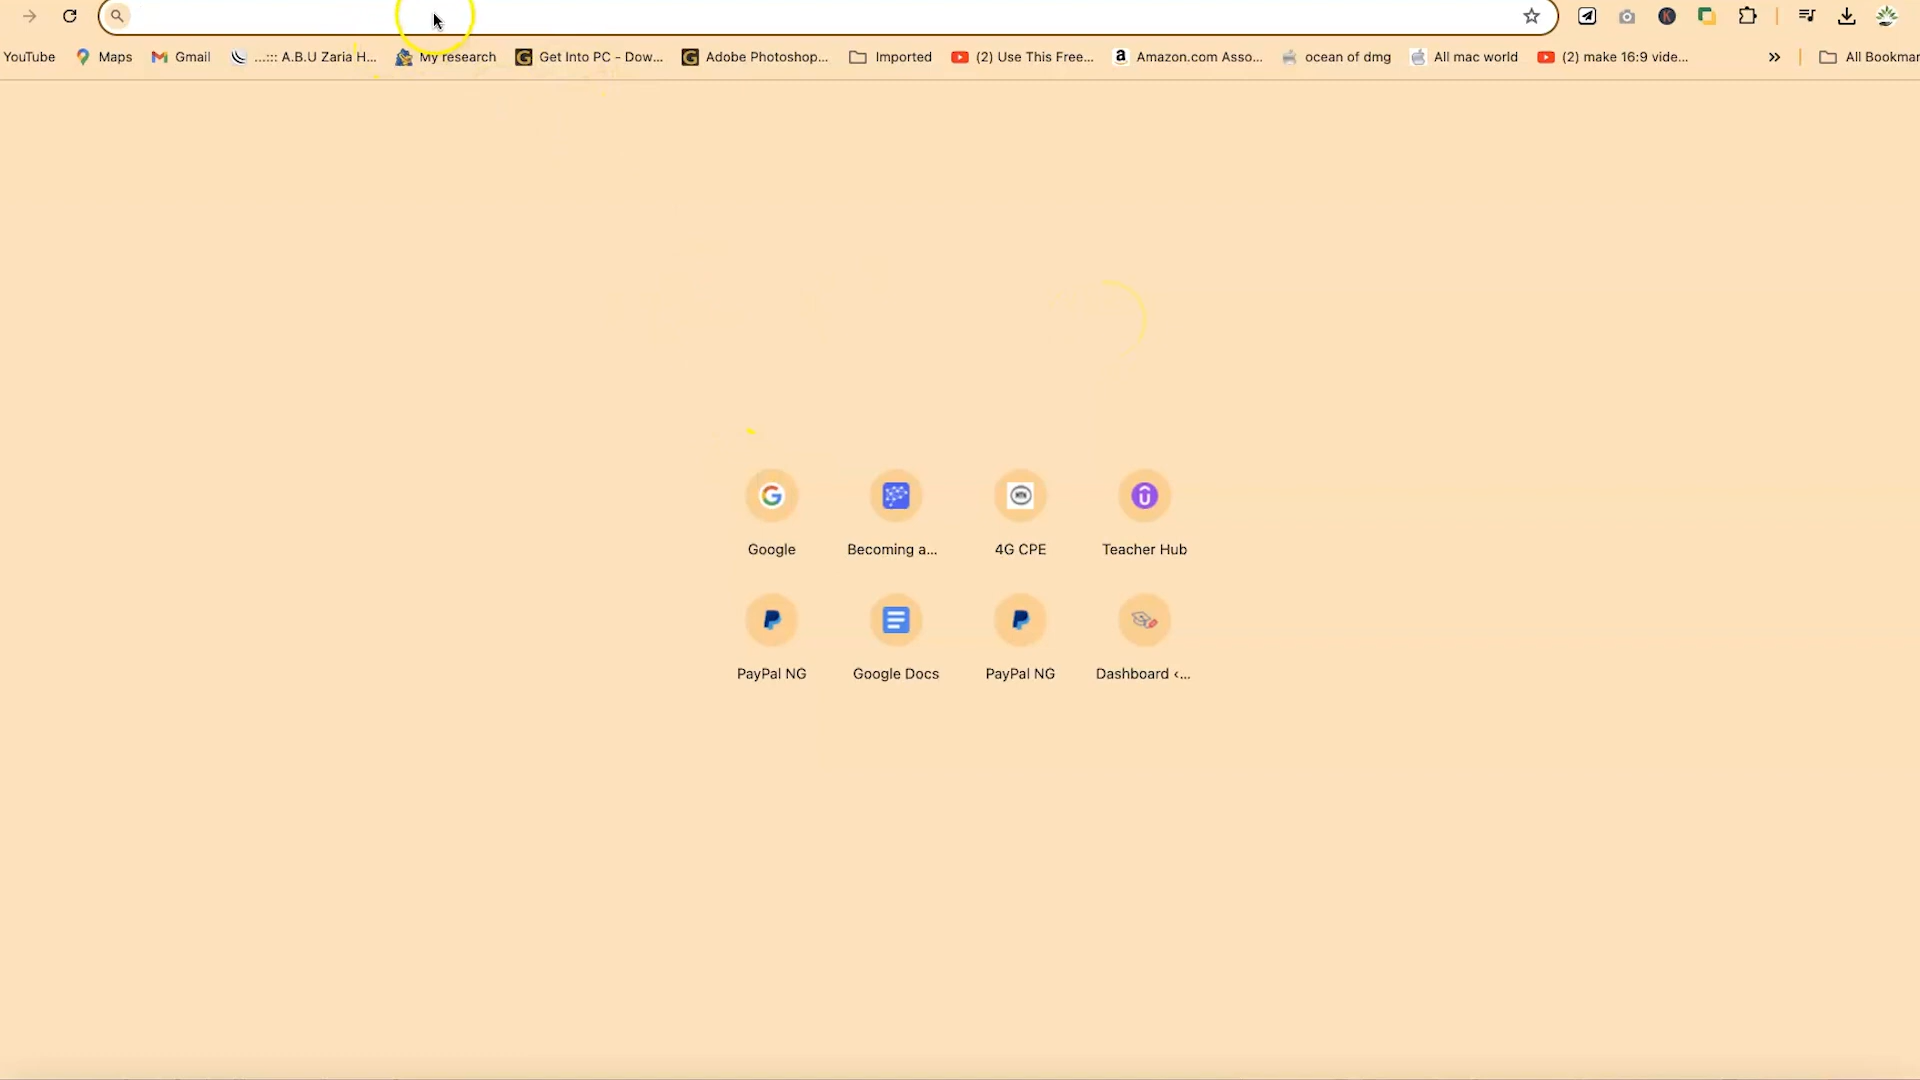 YouTube Maps Gmail ...::: A.B.U Zaria H... My research Get Into PC - Dow... Adobe Photoshop... Imported (2) Use This Free... Amazon.com Asso... ocean of dmg All mac world (2) make 16:9 vide... » All Bookmar
Google Becoming a... 4G CPE Teacher Hub
PayPal NG Google Docs PayPal NG Dashboard ‹...